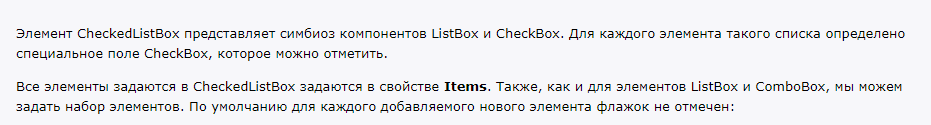 Элемент CheckedListBox представляет симбиоз компонентов ListBox и CheckBox. Для каждого элемента такого списка определено
специальное поле CheckBox, которое можно отметить.
Все элементы задаются в CheckedListBox задаются в свойстве Items. Также, как и для элементов ListBox и ComboBox, мы можем
задать набор элементов. По умолчанию для каждого добавляемого нового элемента флажок не отмечен: